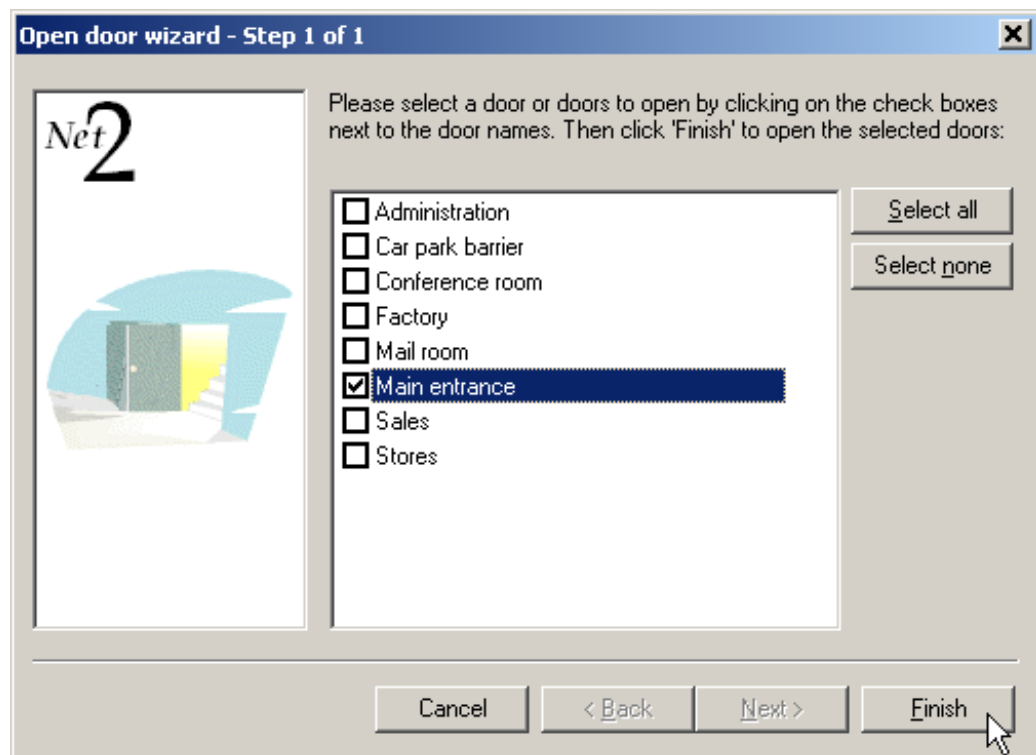 Open door wizard - Step 1 of 1
Net2
Please select a door or doors to open by clicking on the check boxes
next to the door names. Then click 'Finish' to open the selected doors:
Administration
Car park barrier
Conference room
Factory
Mail room
Main entrance
Sales
Stores
Select all
Select none
Cancel
< Back
Next >
Finish